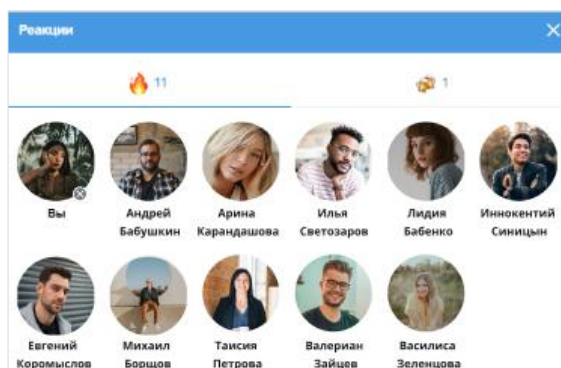 Реакции
11
1
Вы
Андрей
Бабушкин
Арина
Карандашова
Илья
Светозаров
Лидия
Бабенко
Иннокентий
Синицын
Евгений
Коромыслов
Михаил
Борщов
Таисия
Петрова
Валериан
Зайцев
Василиса
Зеленцова